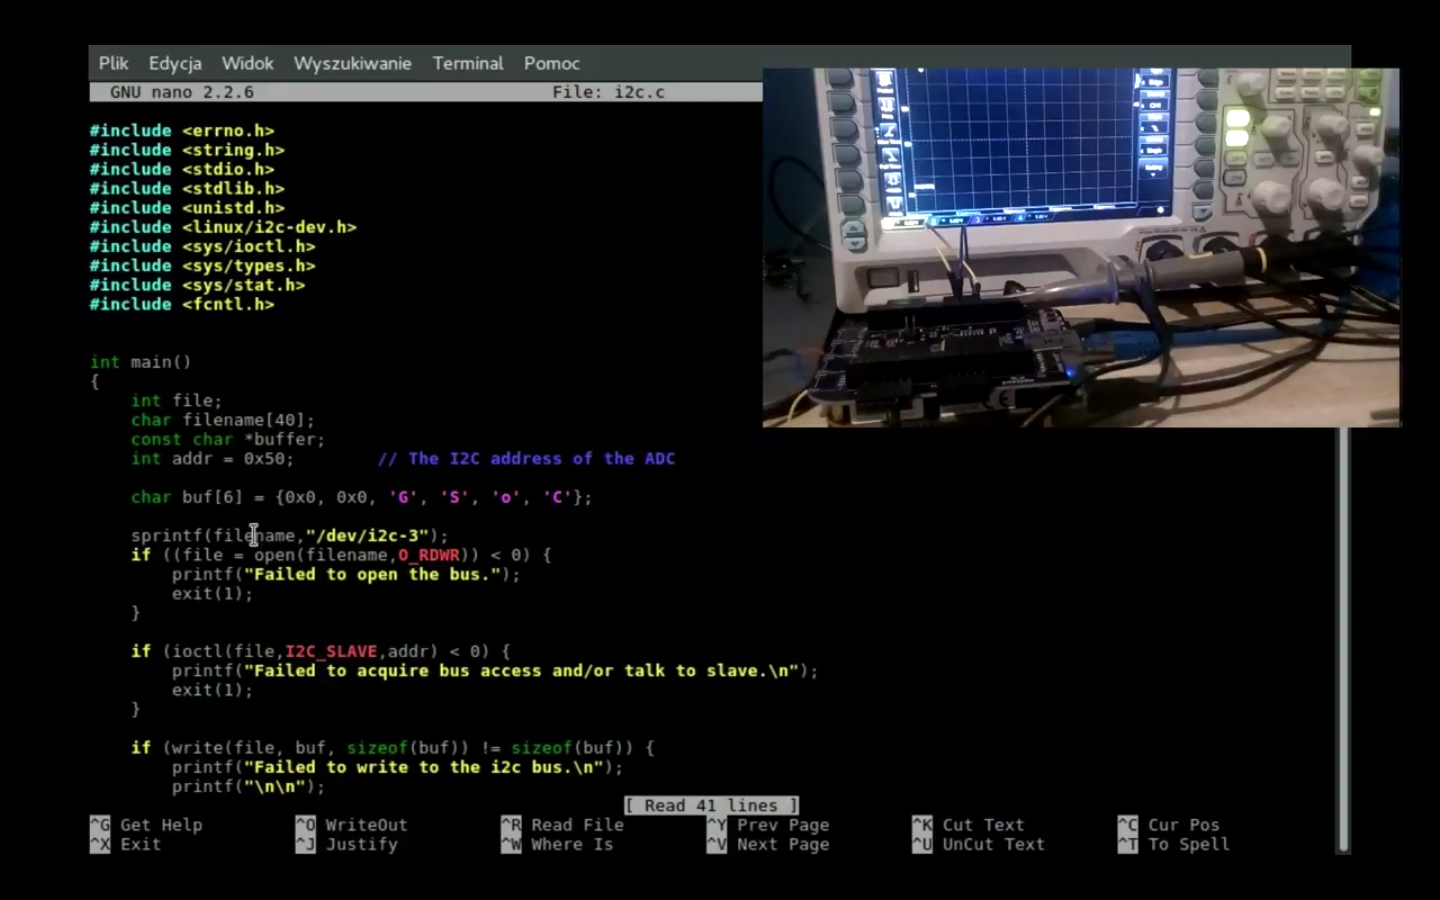 Plik Edycja Widok Wyszukiwanie Terminal Pomoc
GNU nano 2.2.6 File: i2c.c
#include <errno.h>
#include <string.h>
#include <stdio.h>
#include <stdlib.h>
#include <unistd.h>
#include <linux/i2c-dev.h>
#include <sys/ioctl.h>
#include <sys/types.h>
#include <sys/stat.h>
#include <fcntl.h>
int main()
{
int file;
char filename[40];
const char *buffer;
int addr = 0x50; // The I2C address of the ADC
char buf[6] = {0x0, 0x0, 'G', 'S', 'o', 'C'};
sprintf(filename,"/dev/i2c-3");
if ((file = open(filename,O_RDWR)) < 0) {
printf("Failed to open the bus.");
exit(1);
}
if (ioctl(file,I2C_SLAVE,addr) < 0) {
printf("Failed to acquire bus access and/or talk to slave.\n");
exit(1);
}
if (write(file, buf, sizeof(buf)) != sizeof(buf)) {
printf("Failed to write to the i2c bus.\n");
printf("\n\n");
[ Read 41 lines ]
^G Get Help ^O WriteOut ^R Read File ^Y Prev Page ^K Cut Text ^C Cur Pos
^X Exit ^J Justify ^W Where Is ^V Next Page ^U UnCut Text ^T To Spell